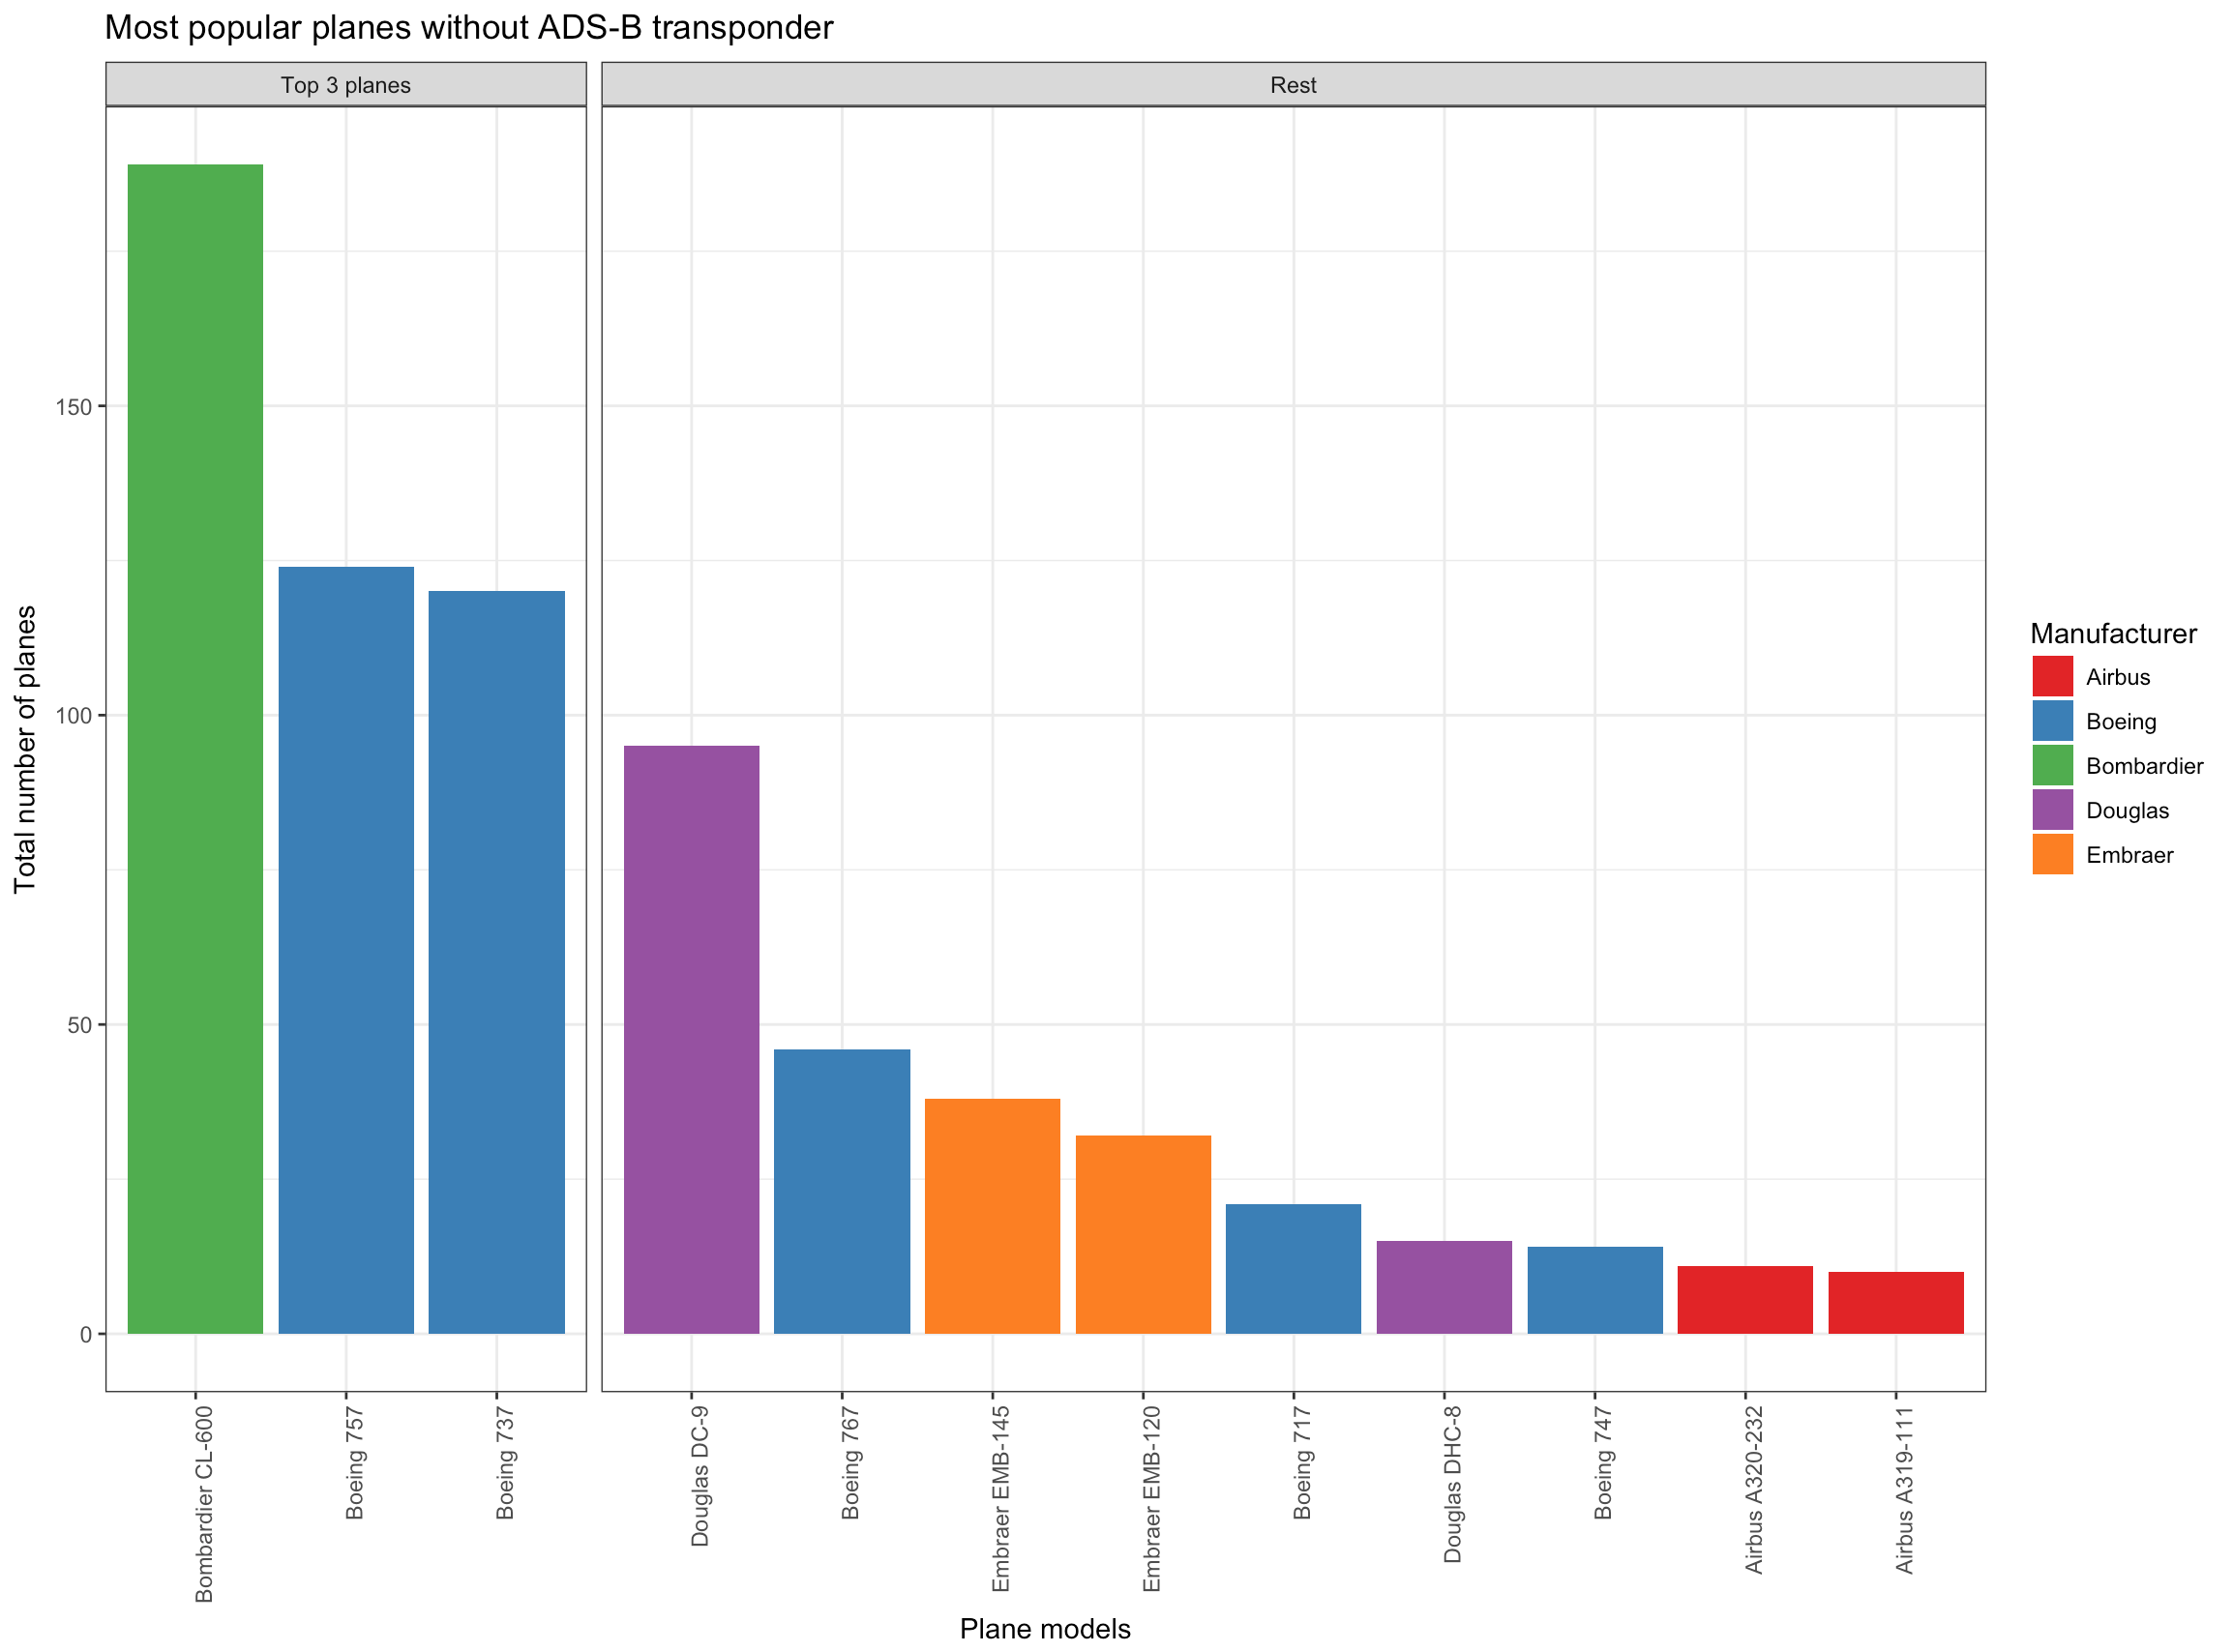 Most popular planes without ADS-B transponder
Top 3 planes
Rest
Total number of planes
150
100
50
0
Bombardier CL-600
Boeing 757
Boeing 737
Douglas DC-9
Boeing 767
Embraer EMB-145
Embraer EMB-120
Boeing 717
Douglas DHC-8
Boeing 747
Airbus A320-232
Airbus A319-111
Plane models
Manufacturer
Airbus
Boeing
Bombardier
Douglas
Embraer